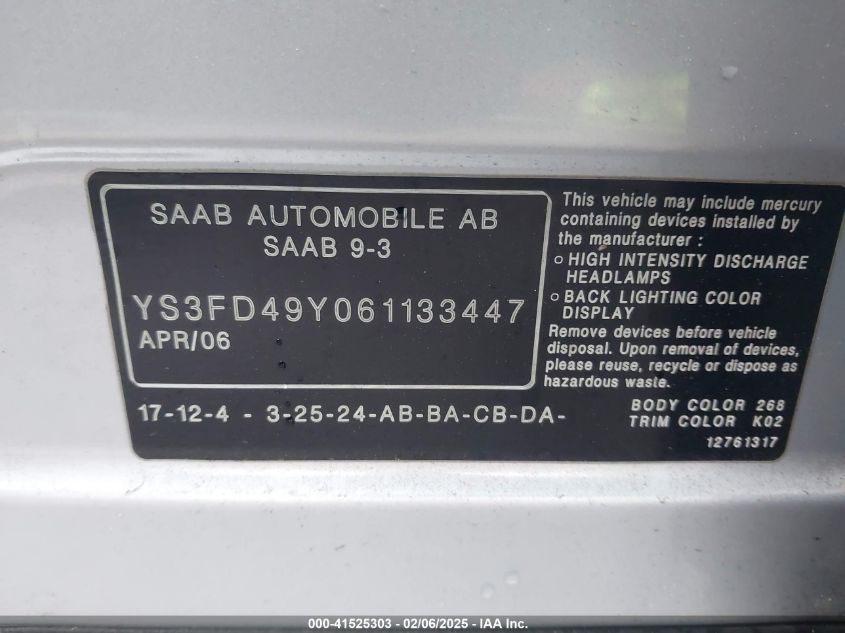 SAAB AUTOMOBILE AB
SAAB 9-3
YS3FD49Y061133447
APR/06
17-12-4 - 3-25-24-AB-BA-CB-DA-
This vehicle may include mercury
containing devices installed by
the manufacturer :
○ HIGH INTENSITY DISCHARGE
HEADLAMPS
○ BACK LIGHTING COLOR
DISPLAY
Remove devices before vehicle
disposal. Upon removal of devices,
please reuse, recycle or dispose as
hazardous waste.
BODY COLOR 268
TRIM COLOR K02
12761317
000-41525303 - 02/06/2025 - IAA Inc.